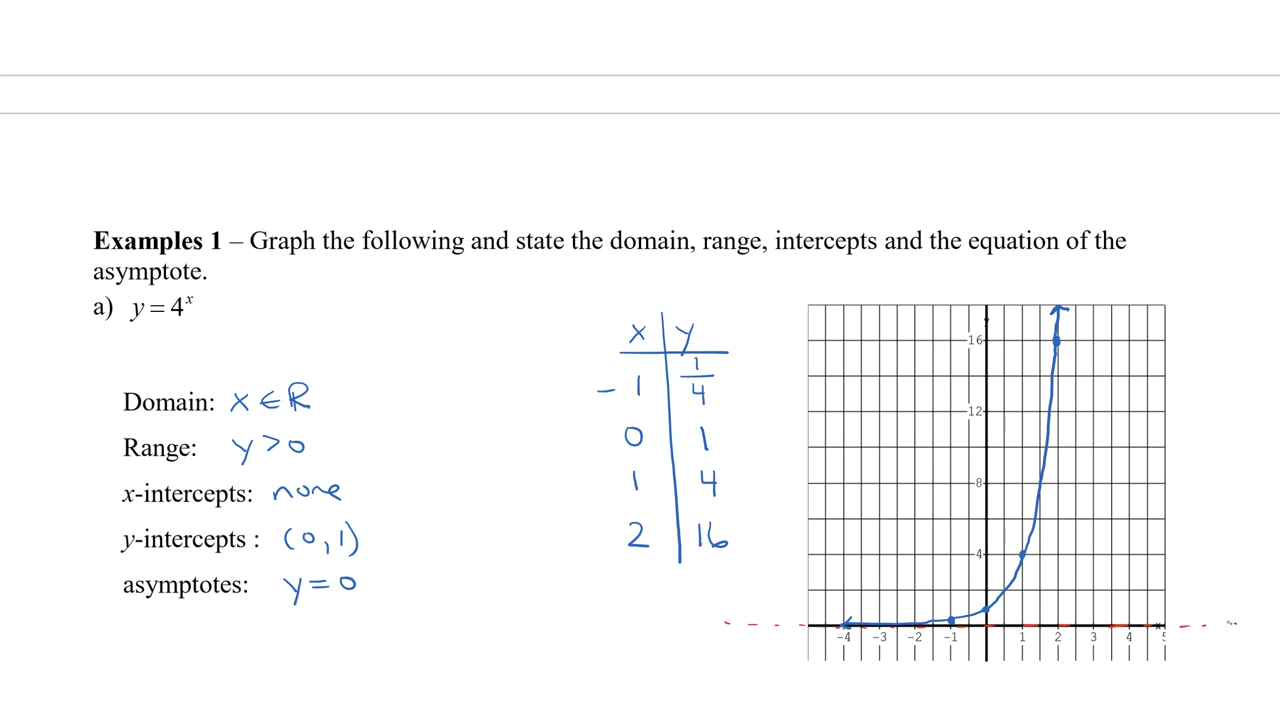 Examples 1 – Graph the following and state the domain, range, intercepts and the equation of the
asymptote.
a) y = 4ˣ
Domain: x ∈ ℝ
Range: y > 0
x-intercepts: none
y-intercepts : (0, 1)
asymptotes: y = 0
x y
-1 1/4
0 1
1 4
2 16
16
12
8
4
-4 -3 -2 -1 1 2 3 4 5
x